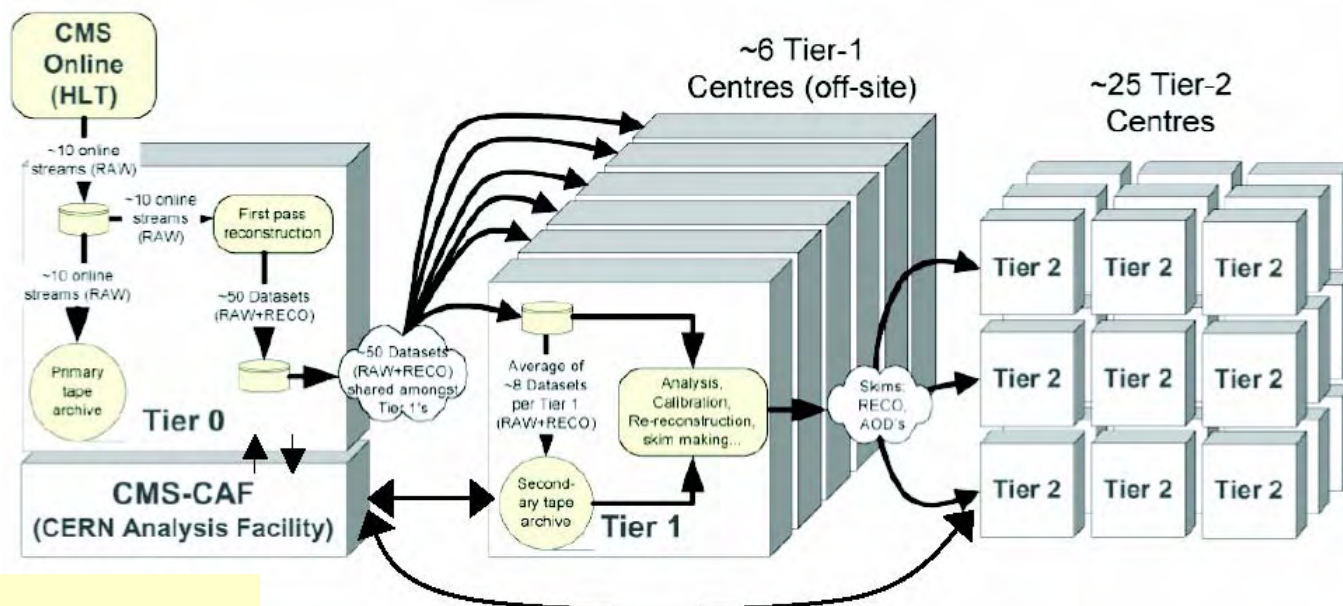 CMS
Online
(HLT)
~10 online
streams (RAW)
~10 online
streams
(RAW)
First pass
reconstruction
~10 online
streams (RAW)
~50 Datasets
(RAW+RECO)
Primary
tape
archive
Tier 0
~50 Datasets
(RAW+RECO)
shared amongst
Tier 1's
CMS-CAF
(CERN Analysis Facility)
~6 Tier-1
Centres (off-site)
Average of
~8 Datasets
per Tier 1
(RAW+RECO)
Analysis,
Calibration,
Re-reconstruction,
skim making...
Second-
ary tape
archive
Tier 1
Skims:
RECO,
AOD's
~25 Tier-2
Centres
Tier 2
Tier 2
Tier 2
Tier 2
Tier 2
Tier 2
Tier 2
Tier 2
Tier 2